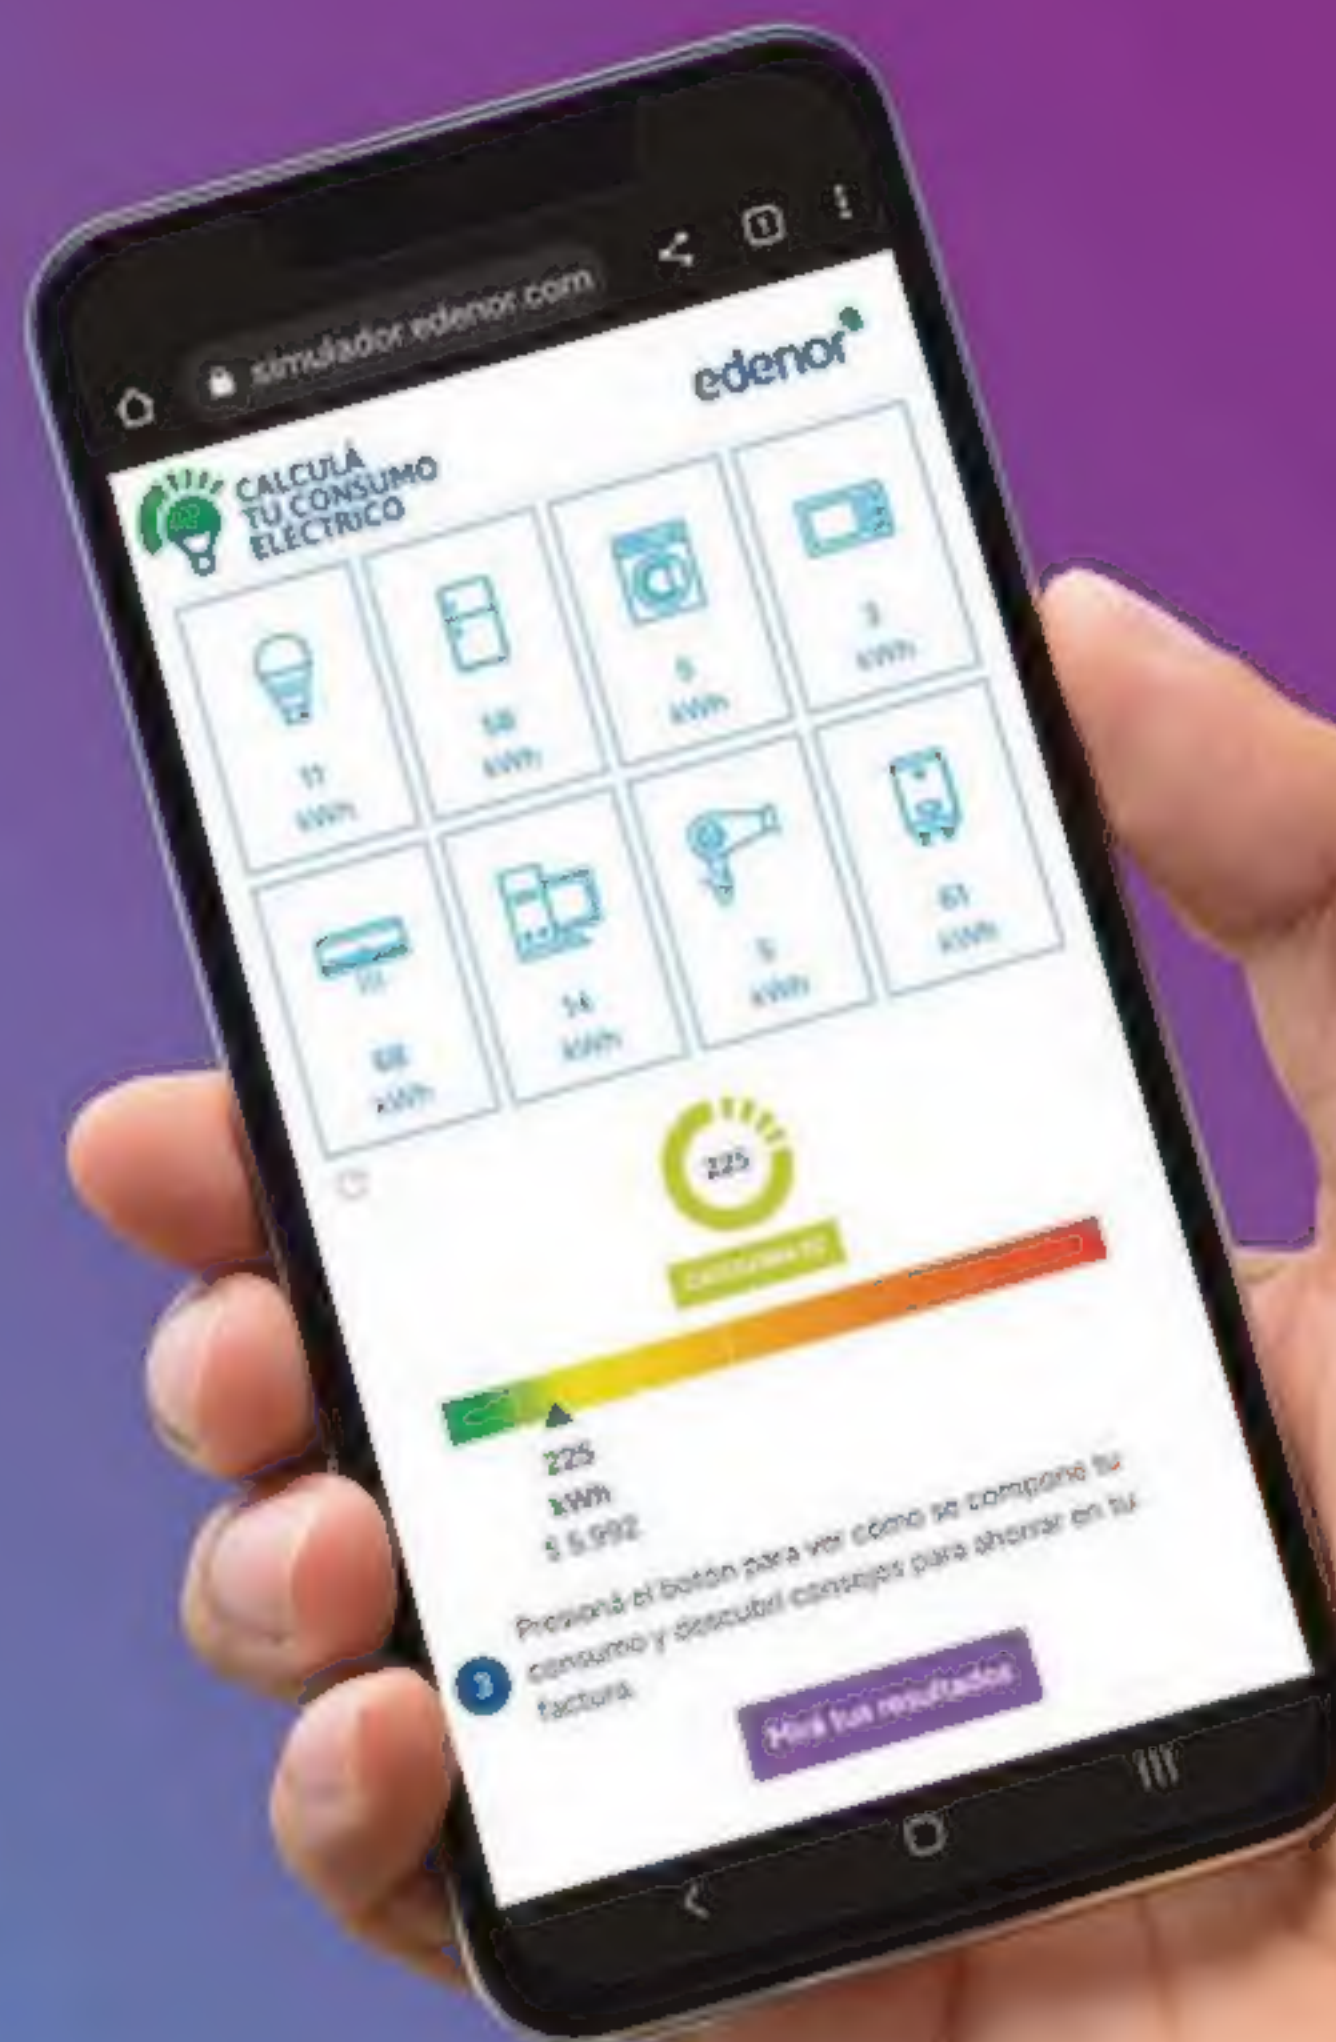 simulador.edenor.com
1
edenor
CALCULÁ
TU CONSUMO
ELÉCTRICO
11
kWh
58
kWh
5
kWh
3
kWh
68
kWh
14
kWh
5
kWh
61
kWh
225
225
kWh
$ 5.992
Presioná el botón para ver cómo se compone tu
consumo y descubrí consejos para ahorrar en tu
factura.
3
Mirá tus resultados